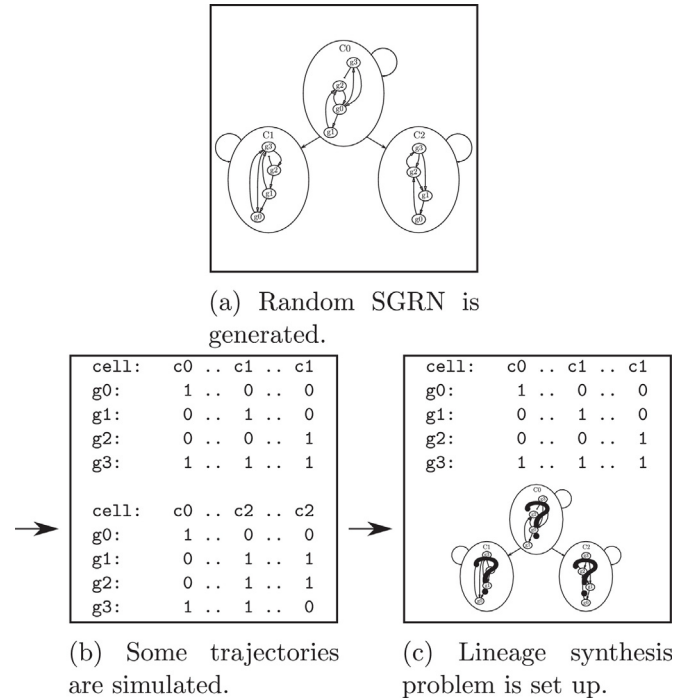 C0
g3
g2
g0
g1
C1
g3
g2
g1
g0
C2
g3
g2
g1
g0
(a) Random SGRN is
generated.
cell: c0 .. c1 .. c1
g0: 1 .. 0 .. 0
g1: 0 .. 1 .. 0
g2: 0 .. 0 .. 1
g3: 1 .. 1 .. 1
cell: c0 .. c2 .. c2
g0: 1 .. 0 .. 0
g1: 0 .. 1 .. 1
g2: 0 .. 1 .. 1
g3: 1 .. 1 .. 0
(b) Some trajectories
are simulated.
cell: c0 .. c1 .. c1
g0: 1 .. 0 .. 0
g1: 0 .. 1 .. 0
g2: 0 .. 0 .. 1
g3: 1 .. 1 .. 1
C0
?
C1
?
C2
?
(c) Lineage synthesis
problem is set up.